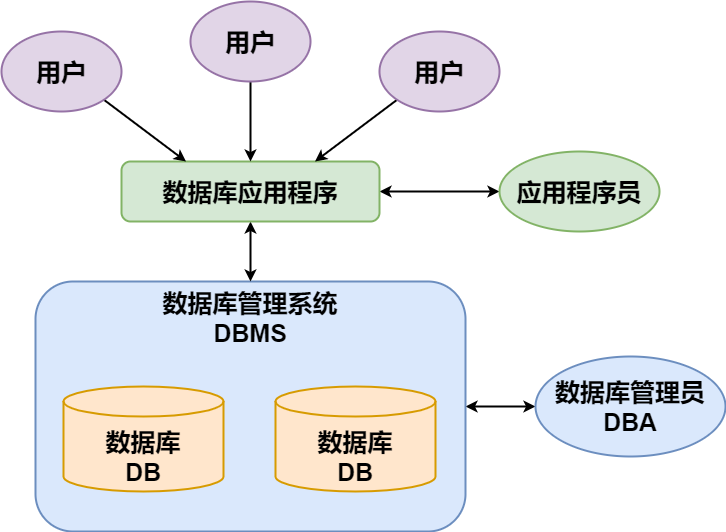 用户
用户
用户
数据库应用程序
应用程序员
数据库管理系统
DBMS
数据库
DB
数据库
DB
数据库管理员
DBA